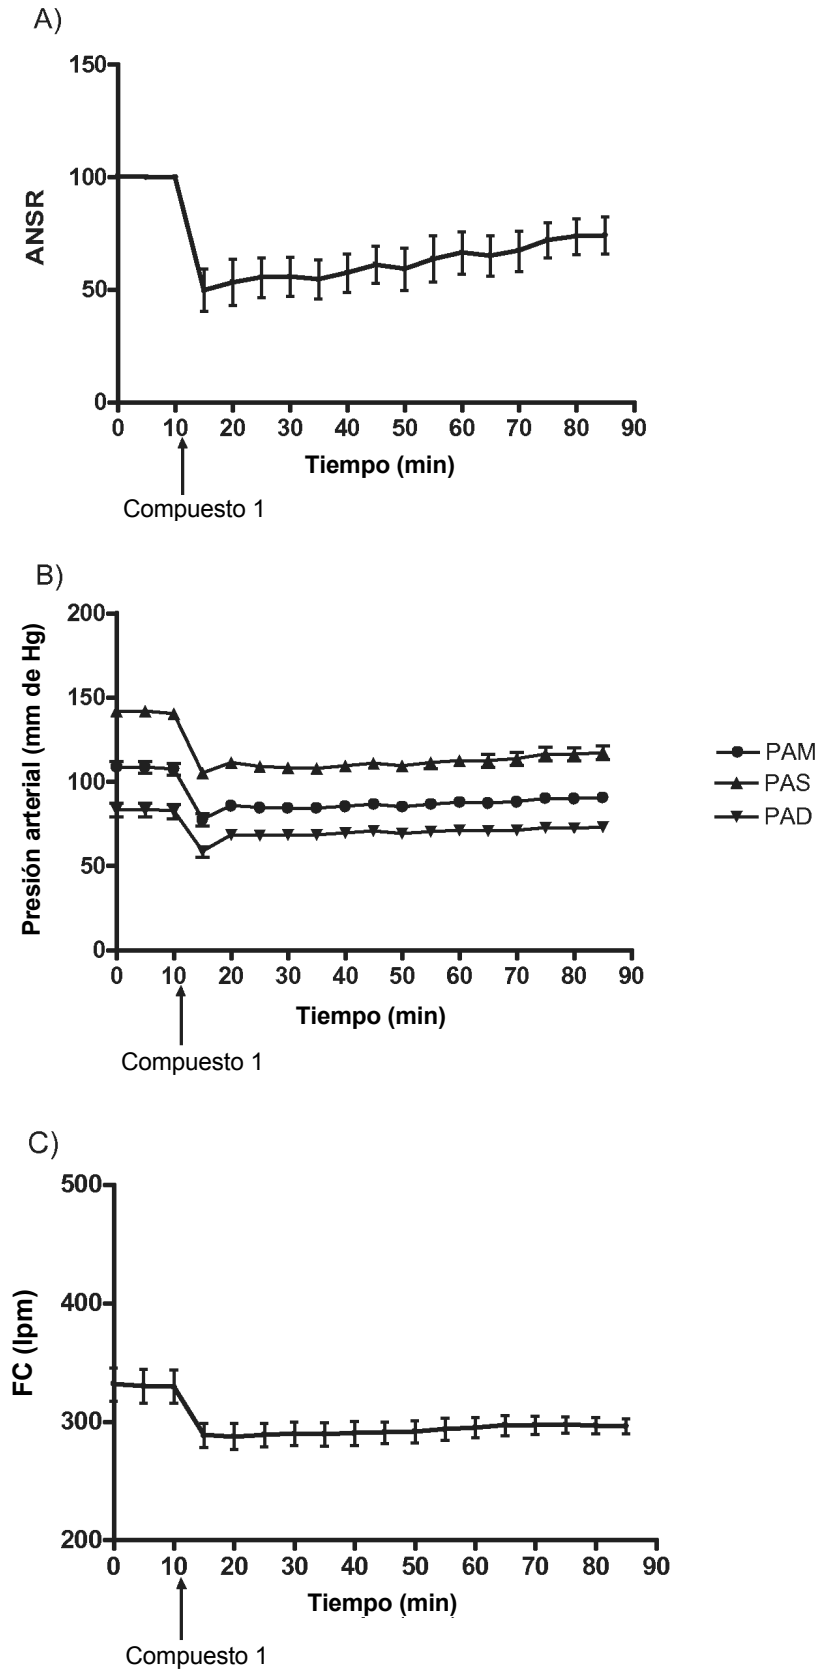 A)
150
100
50
0
ANSR
0 10 20 30 40 50 60 70 80 90
Tiempo (min)
Compuesto 1
B)
200
150
100
50
0
Presión arterial (mm de Hg)
PAM
PAS
PAD
0 10 20 30 40 50 60 70 80 90
Tiempo (min)
Compuesto 1
C)
500
400
300
200
FC (lpm)
0 10 20 30 40 50 60 70 80 90
Tiempo (min)
Compuesto 1